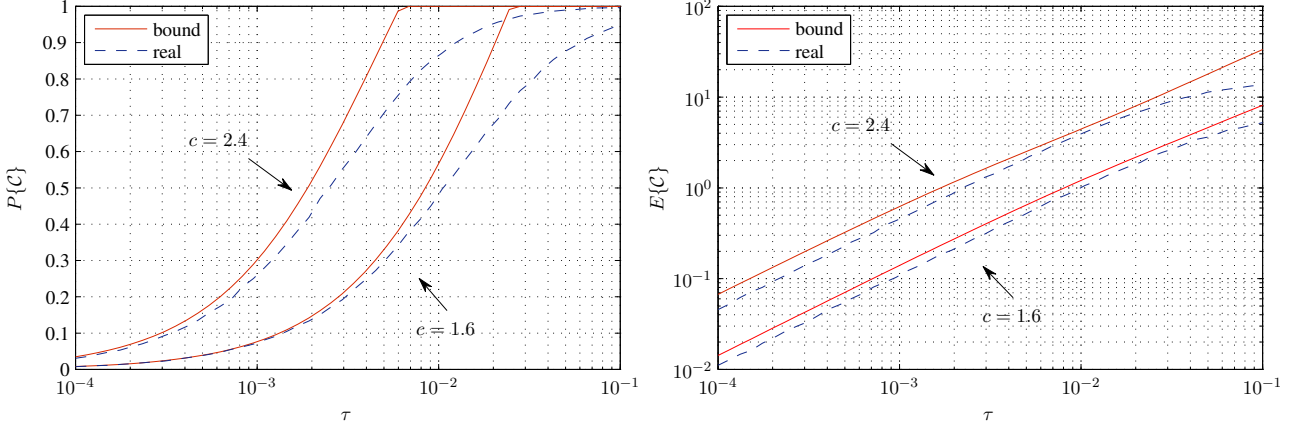 bound
real
1
0.9
0.8
0.7
0.6
0.5
0.4
0.3
0.2
0.1
0
P{C}
c = 2.4
c = 1.6
10^{-4}
10^{-3}
10^{-2}
10^{-1}
τ
bound
real
10^{2}
10^{1}
10^{0}
10^{-1}
10^{-2}
E{C}
c = 2.4
c = 1.6
10^{-4}
10^{-3}
10^{-2}
10^{-1}
τ